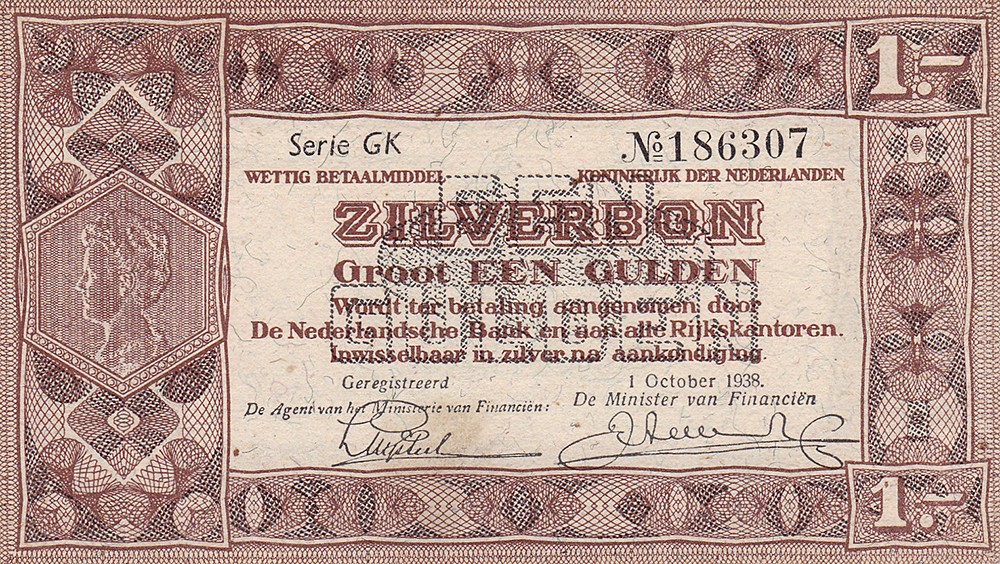 1.–
Serie GK
№ 186307
WETTIG BETAALMIDDEL
KONINKRIJK DER NEDERLANDEN
ZILVERBON
Groot EEN GULDEN
Wordt ter betaling aangenomen door
De Nederlandsche Bank en aan alle Rijkskantoren.
Inwisselbaar in zilver na aankondiging.
Geregistreerd
1 October 1938.
De Agent van het Ministerie van Financiën:
De Minister van Financiën
1.–